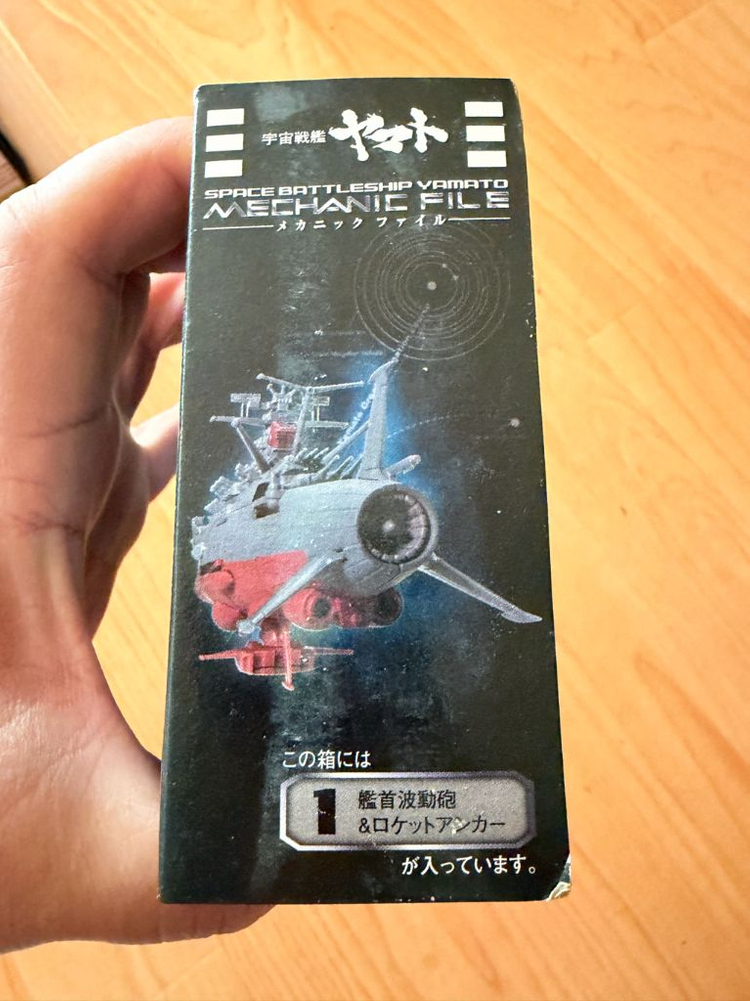 宇宙戦艦 ヤマト
SPACE BATTLESHIP YAMATO
MECHANIC FILE
メカニック ファイル
この箱には
1 艦首波動砲
&ロケットアンカー
が入っています。